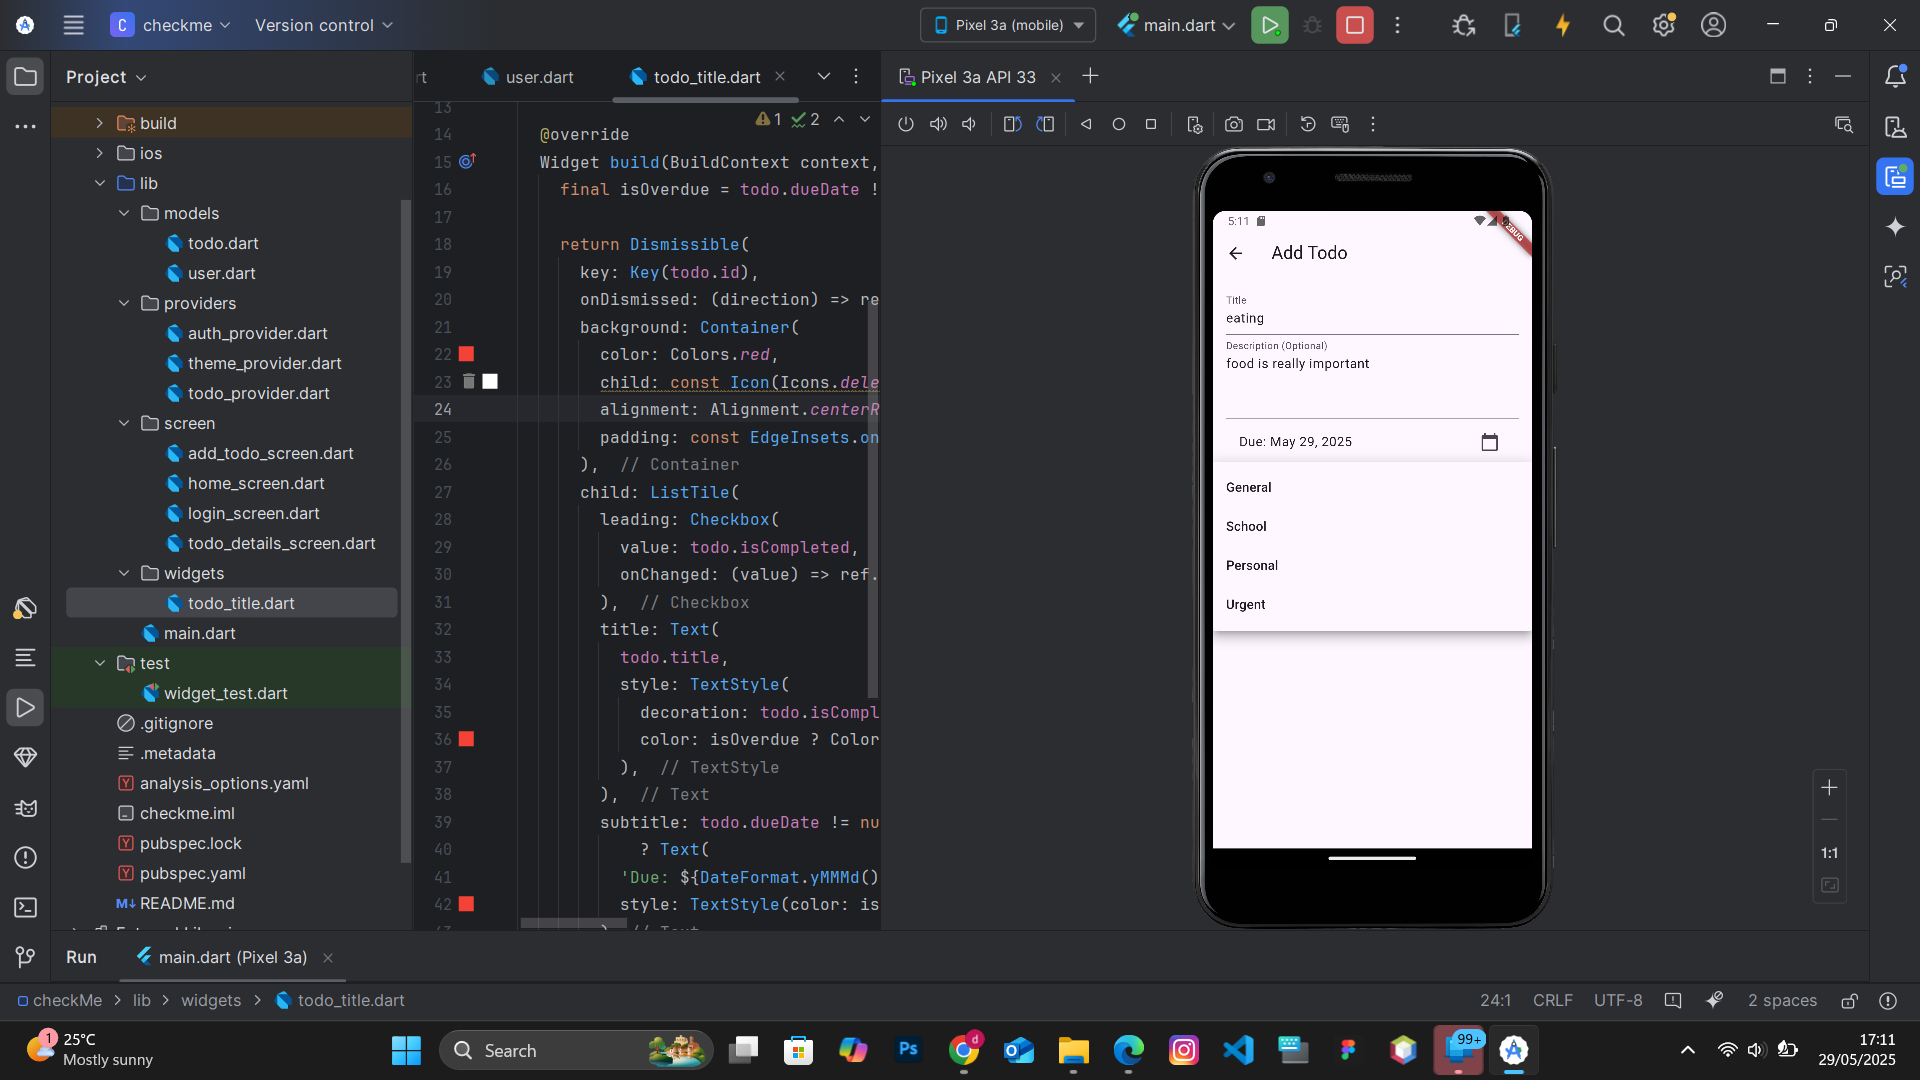 C checkme Version control
Pixel 3a (mobile) main.dart
Project
rt user.dart todo_title.dart
Pixel 3a API 33
build
ios
lib
models
todo.dart
user.dart
providers
auth_provider.dart
theme_provider.dart
todo_provider.dart
screen
add_todo_screen.dart
home_screen.dart
login_screen.dart
todo_details_screen.dart
widgets
todo_title.dart
main.dart
test
widget_test.dart
.gitignore
.metadata
analysis_options.yaml
checkme.iml
pubspec.lock
pubspec.yaml
README.md
1 2
13
14 @override
15 Widget build(BuildContext context,
16 final isOverdue = todo.dueDate !
17
18 return Dismissible(
19 key: Key(todo.id),
20 onDismissed: (direction) => re
21 background: Container(
22 color: Colors.red,
23 child: const Icon(Icons.dele
24 alignment: Alignment.centerR
25 padding: const EdgeInsets.on
26 ), // Container
27 child: ListTile(
28 leading: Checkbox(
29 value: todo.isCompleted,
30 onChanged: (value) => ref.
31 ), // Checkbox
32 title: Text(
33 todo.title,
34 style: TextStyle(
35 decoration: todo.isCompl
36 color: isOverdue ? Color
37 ), // TextStyle
38 ), // Text
39 subtitle: todo.dueDate != nu
40 ? Text(
41 'Due: ${DateFormat.yMMMd()
42 style: TextStyle(color: is
5:11
Add Todo
Title
eating
Description (Optional)
food is really important
Due: May 29, 2025
General
School
Personal
Urgent
1:1
Run main.dart (Pixel 3a)
checkMe > lib > widgets > todo_title.dart
24:1 CRLF UTF-8 2 spaces
1
25°C
Mostly sunny
Search
Ps
d
99+
17:11
29/05/2025